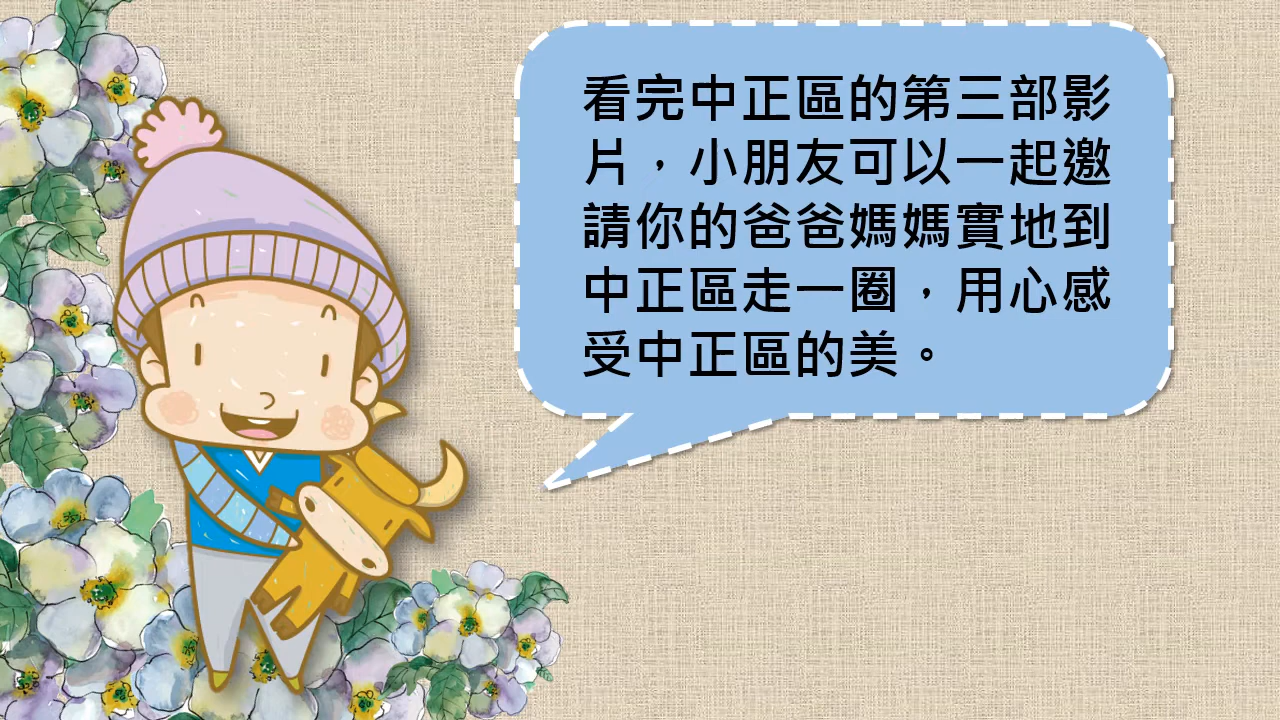 看完中正區的第三部影
片，小朋友可以一起邀
請你的爸爸媽媽實地到
中正區走一圈，用心感
受中正區的美。